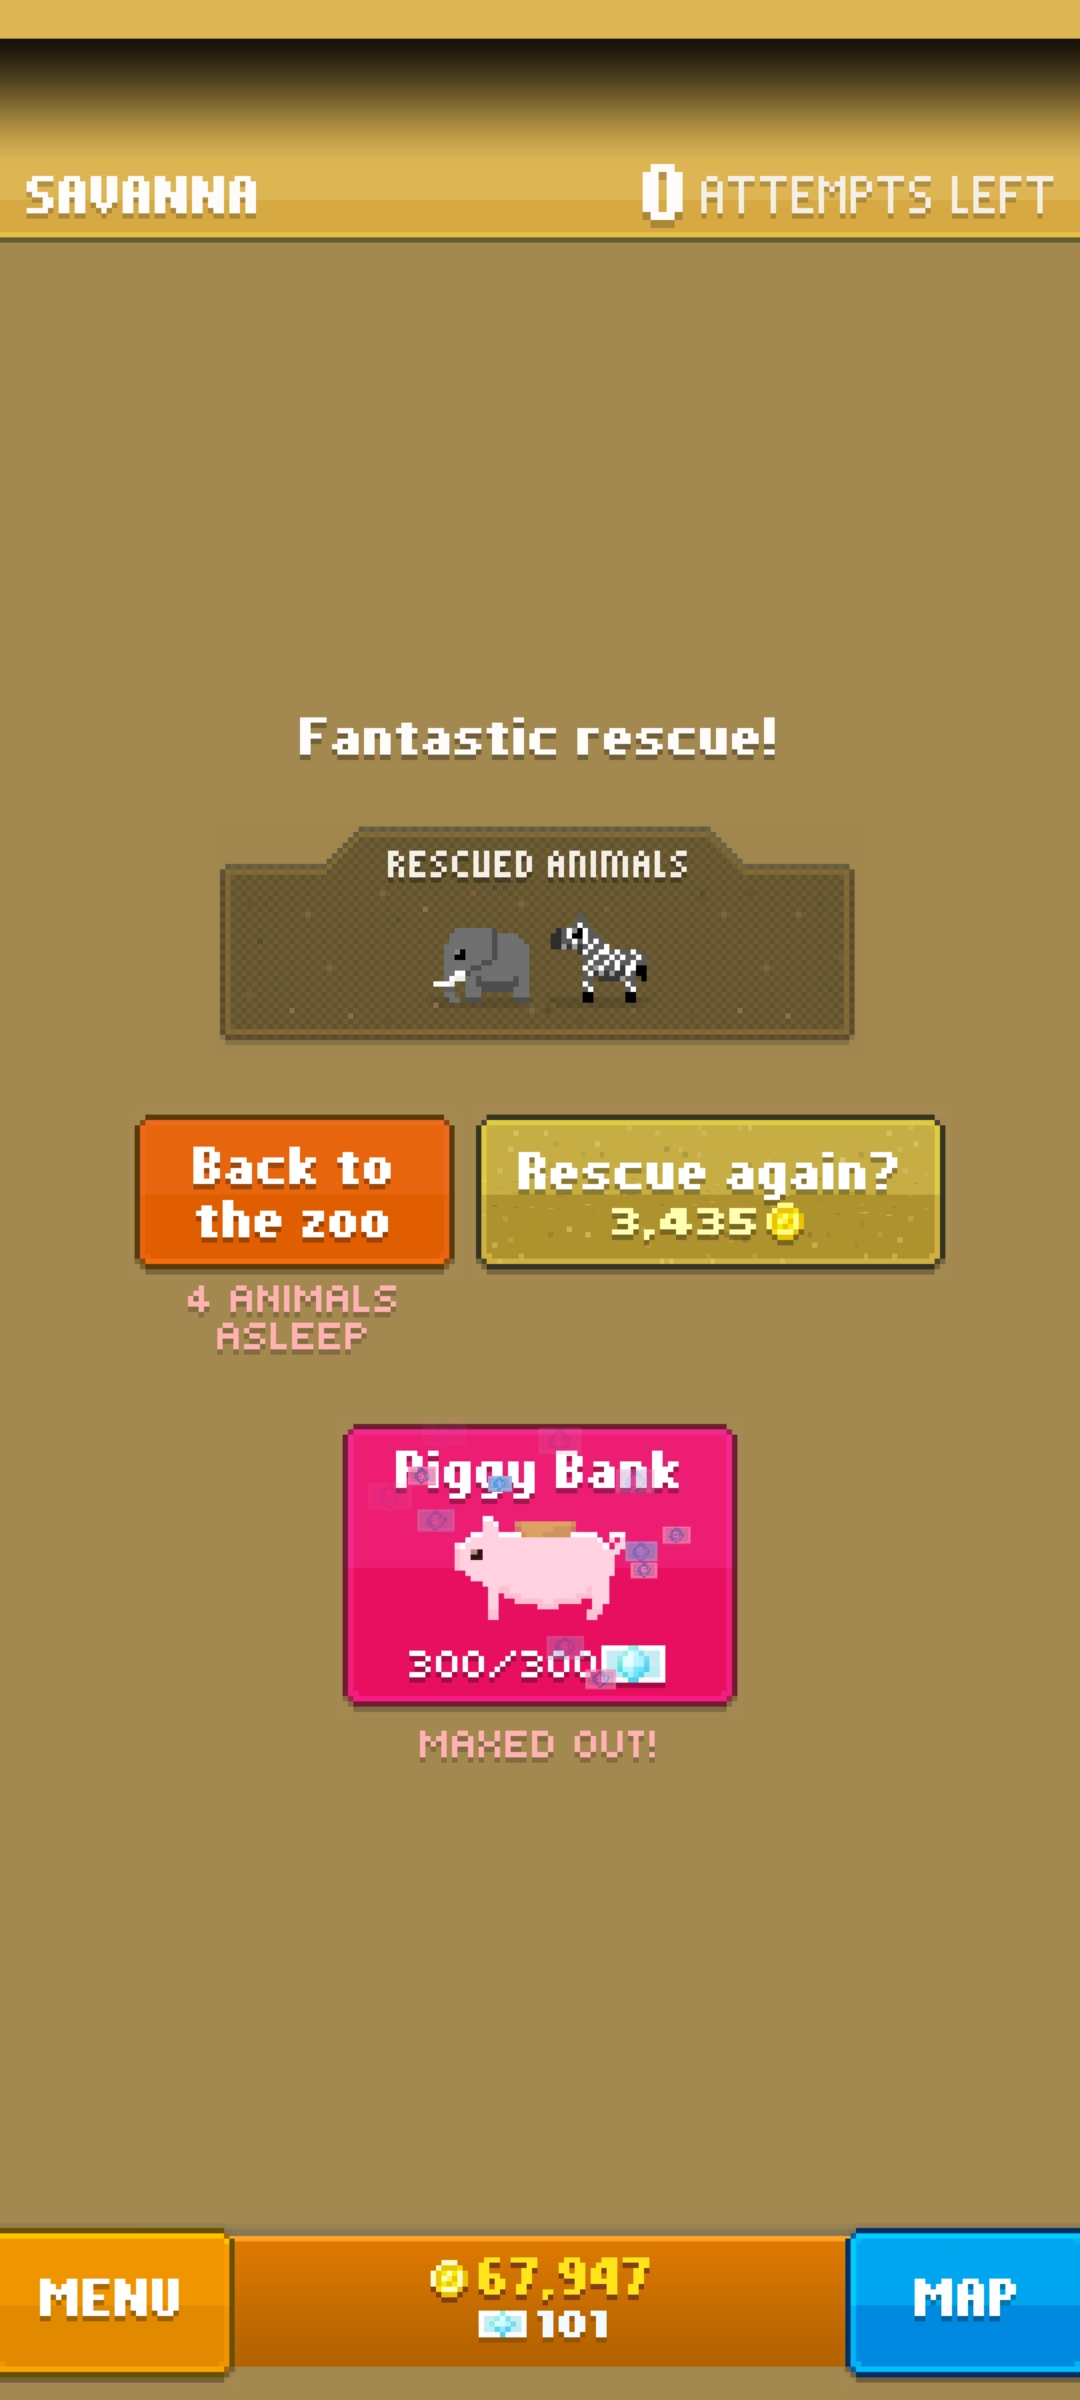 SAVANNA
0 ATTEMPTS LEFT
Fantastic rescue!
RESCUED ANIMALS
Back to
the zoo
Rescue again?
3,435
4 ANIMALS
ASLEEP
Piggy Bank
300/300
MAXED OUT!
MENU
67,947
101
MAP